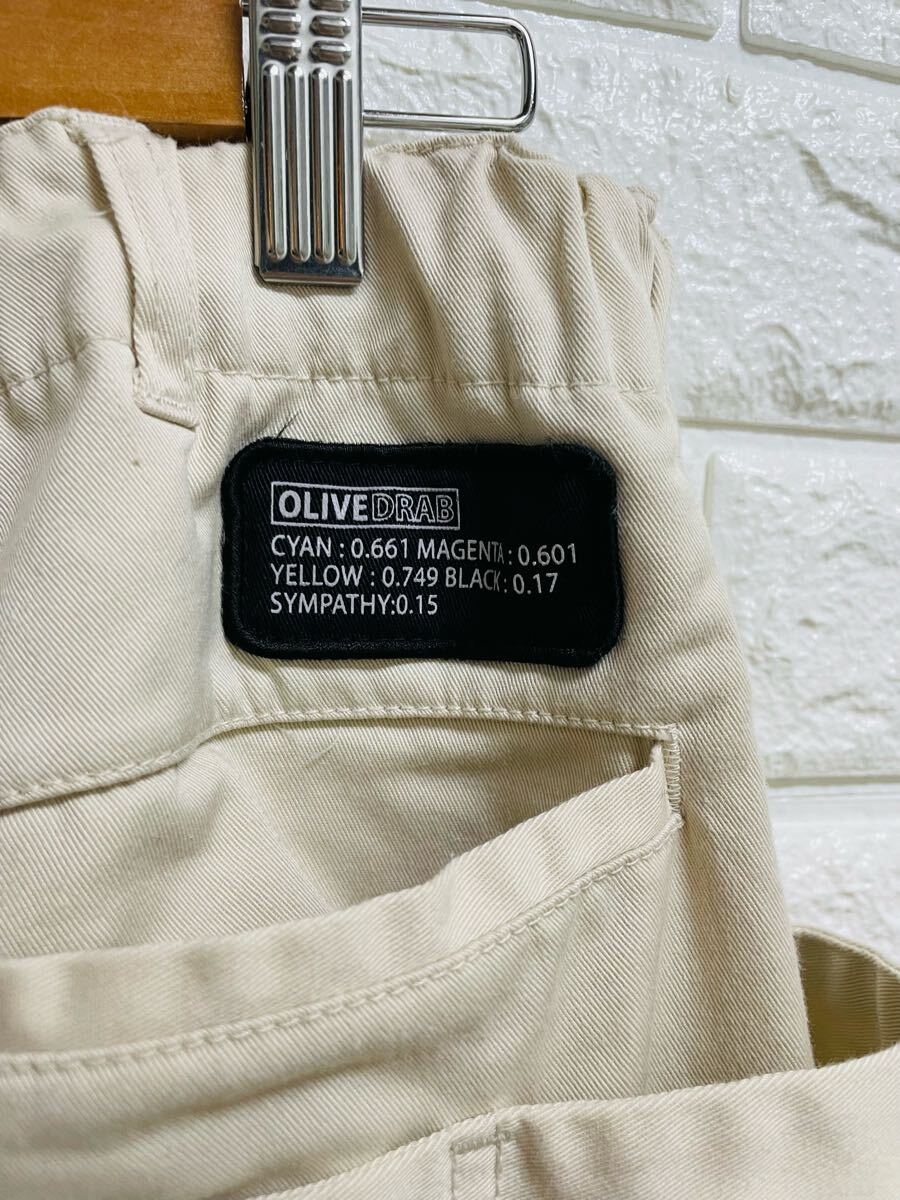 OLIVEDRAB
CYAN : 0.661 MAGENTA : 0.601
YELLOW : 0.749 BLACK : 0.17
SYMPATHY:0.15